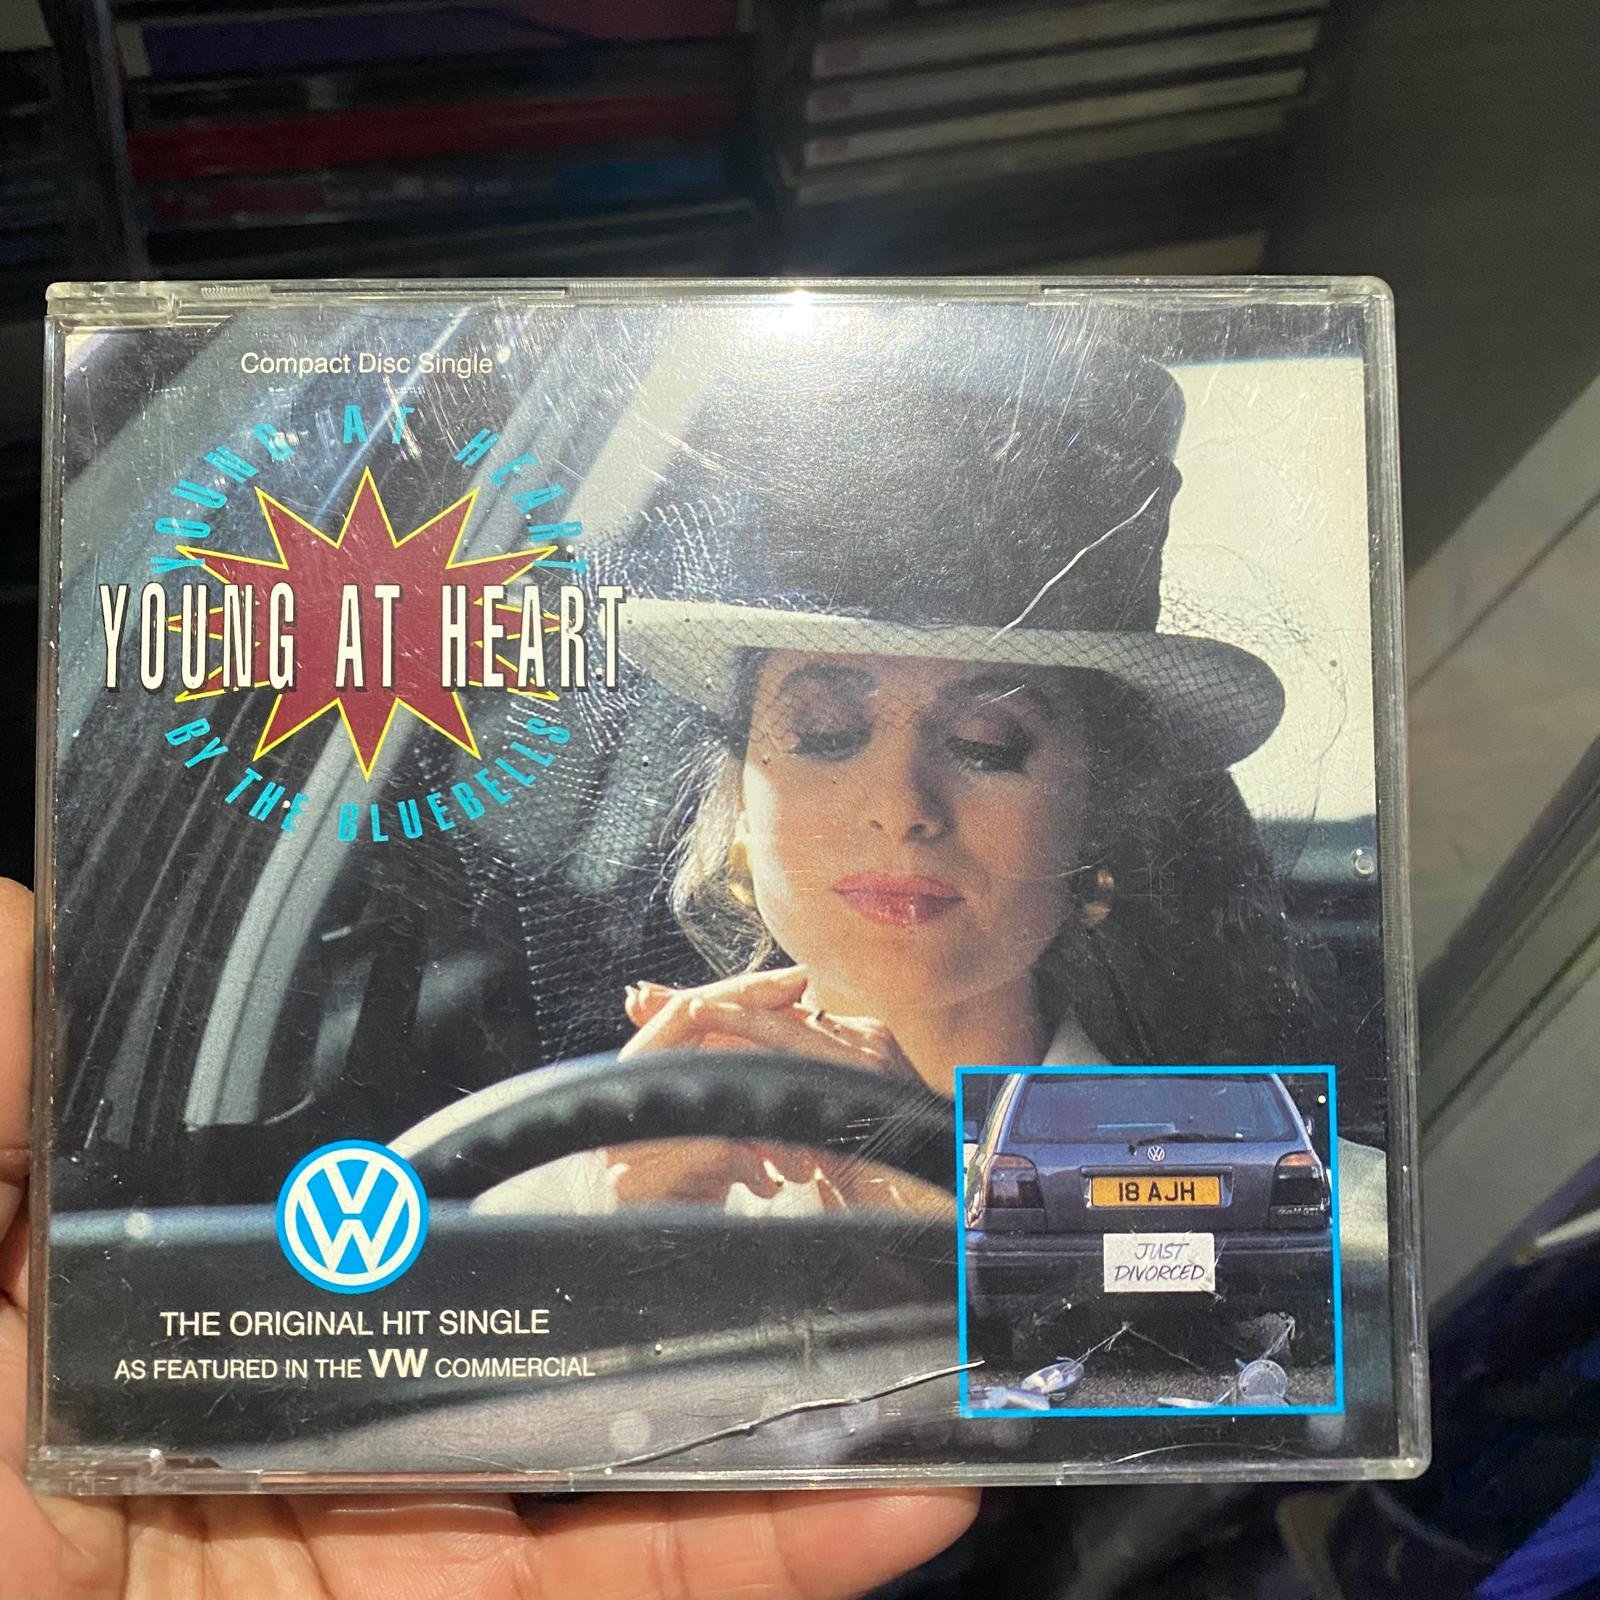 Compact Disc Single
YOUNG AT HEART
YOUNG AT HEART
BY THE BLUEBELLS
VW
THE ORIGINAL HIT SINGLE
AS FEATURED IN THE VW COMMERCIAL
18 AJH
JUST
DIVORCED